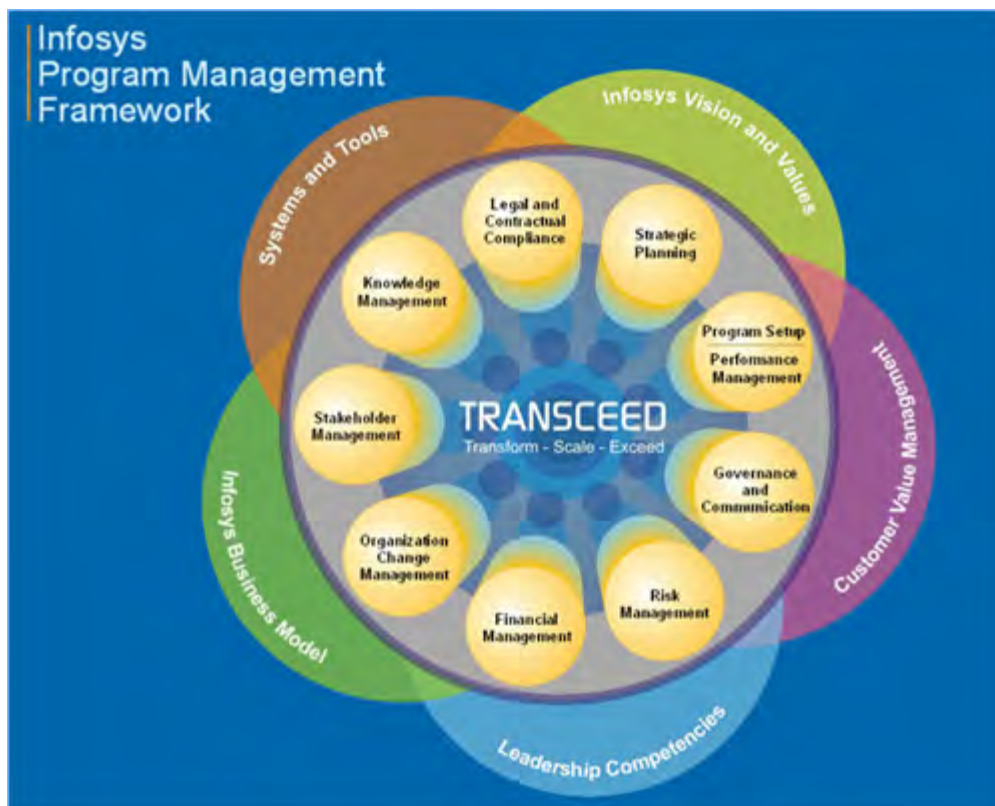 Infosys
Program Management
Framework
Systems and Tools
Infosys Vision and Values
Customer Value Management
Leadership Competencies
Infosys Business Model
Legal and
Contractual
Compliance
Strategic
Planning
Program Setup
Performance
Management
Governance
and
Communication
Risk
Management
Financial
Management
Organization
Change
Management
Stakeholder
Management
Knowledge
Management
TRANSCEED
Transform - Scale - Exceed